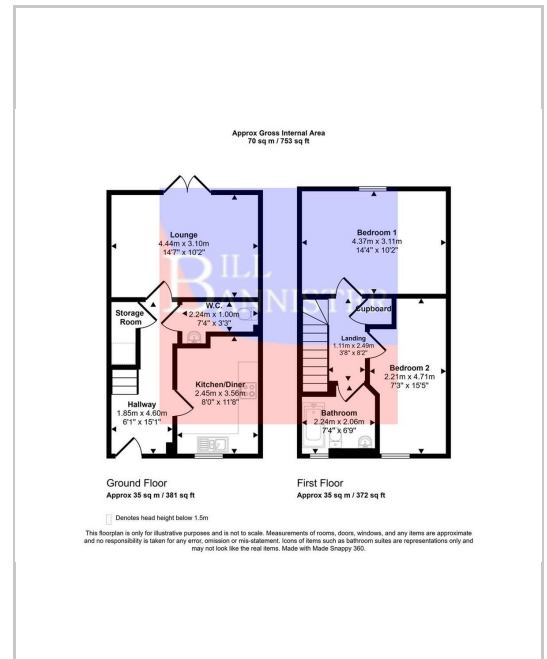 Approx Gross Internal Area
70 sq m / 753 sq ft
Lounge
4.44m x 3.10m
14'7" x 10'2"
Bedroom 1
4.37m x 3.11m
14'4" x 10'2"
BILL
BANNISTER
Storage
Room
W.C.
2.24m x 1.00m
7'4" x 3'3"
Cupboard
Landing
1.11m x 2.49m
3'8" x 8'2"
Kitchen/Diner
2.45m x 3.56m
8'0" x 11'8"
Bedroom 2
2.21m x 4.71m
7'3" x 15'5"
Hallway
1.85m x 4.60m
6'1" x 15'1"
Bathroom
2.24m x 2.06m
7'4" x 6'9"
Ground Floor
Approx 35 sq m / 381 sq ft
First Floor
Approx 35 sq m / 372 sq ft
Denotes head height below 1.5m
This floorplan is only for illustrative purposes and is not to scale. Measurements of rooms, doors, windows, and any items are approximate
and no responsibility is taken for any error, omission or mis-statement. Icons of items such as bathroom suites are representations only and
may not look like the real items. Made with Made Snappy 360.